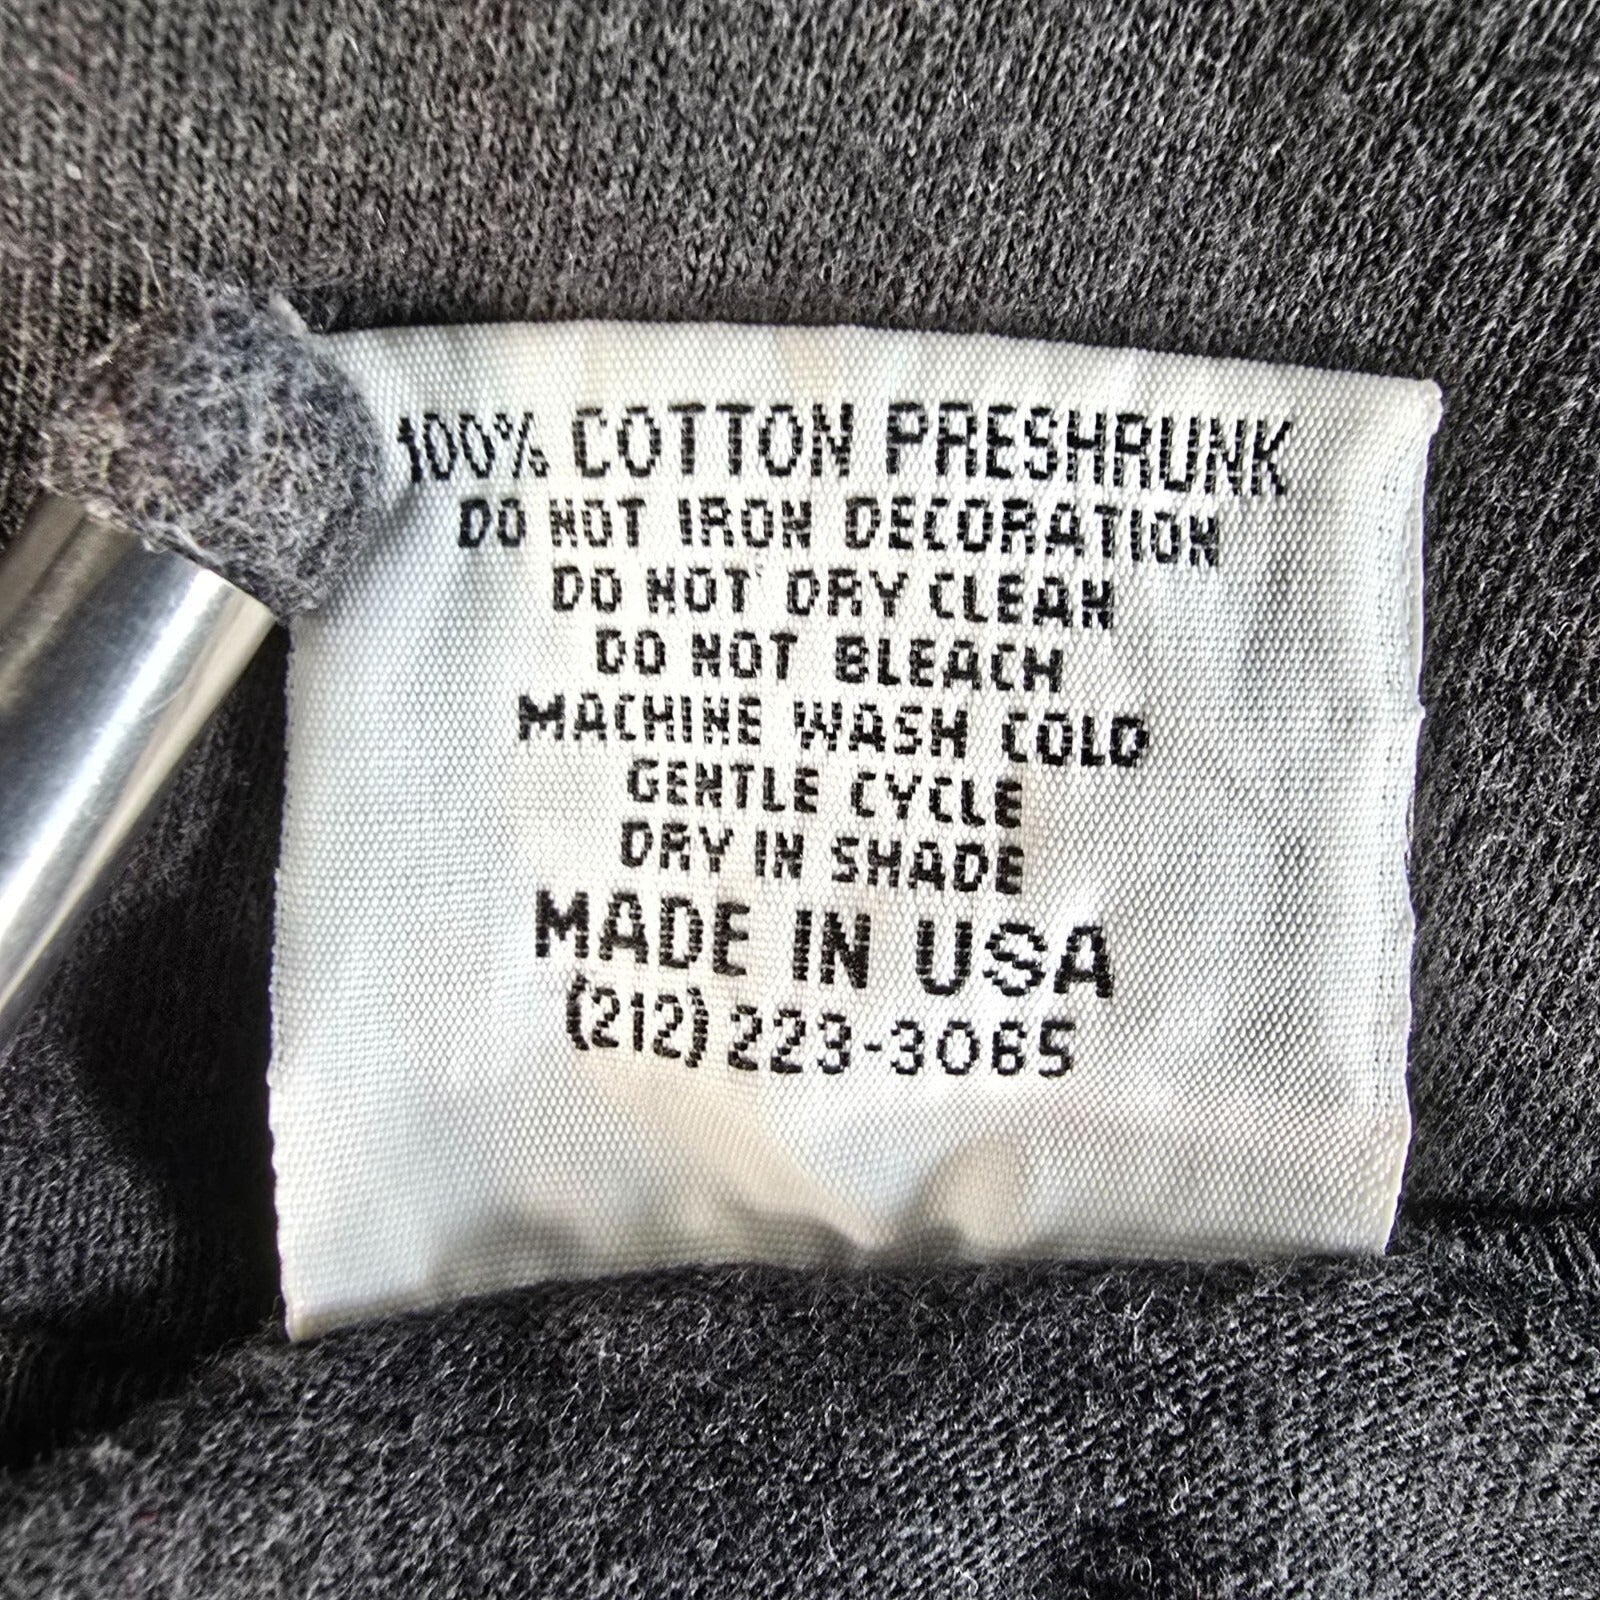 100% COTTON PRESHRUNK
DO NOT IRON DECORATION
DO NOT DRY CLEAN
DO NOT BLEACH
MACHINE WASH COLD
GENTLE CYCLE
DRY IN SHADE
MADE IN USA
(212) 223-3065